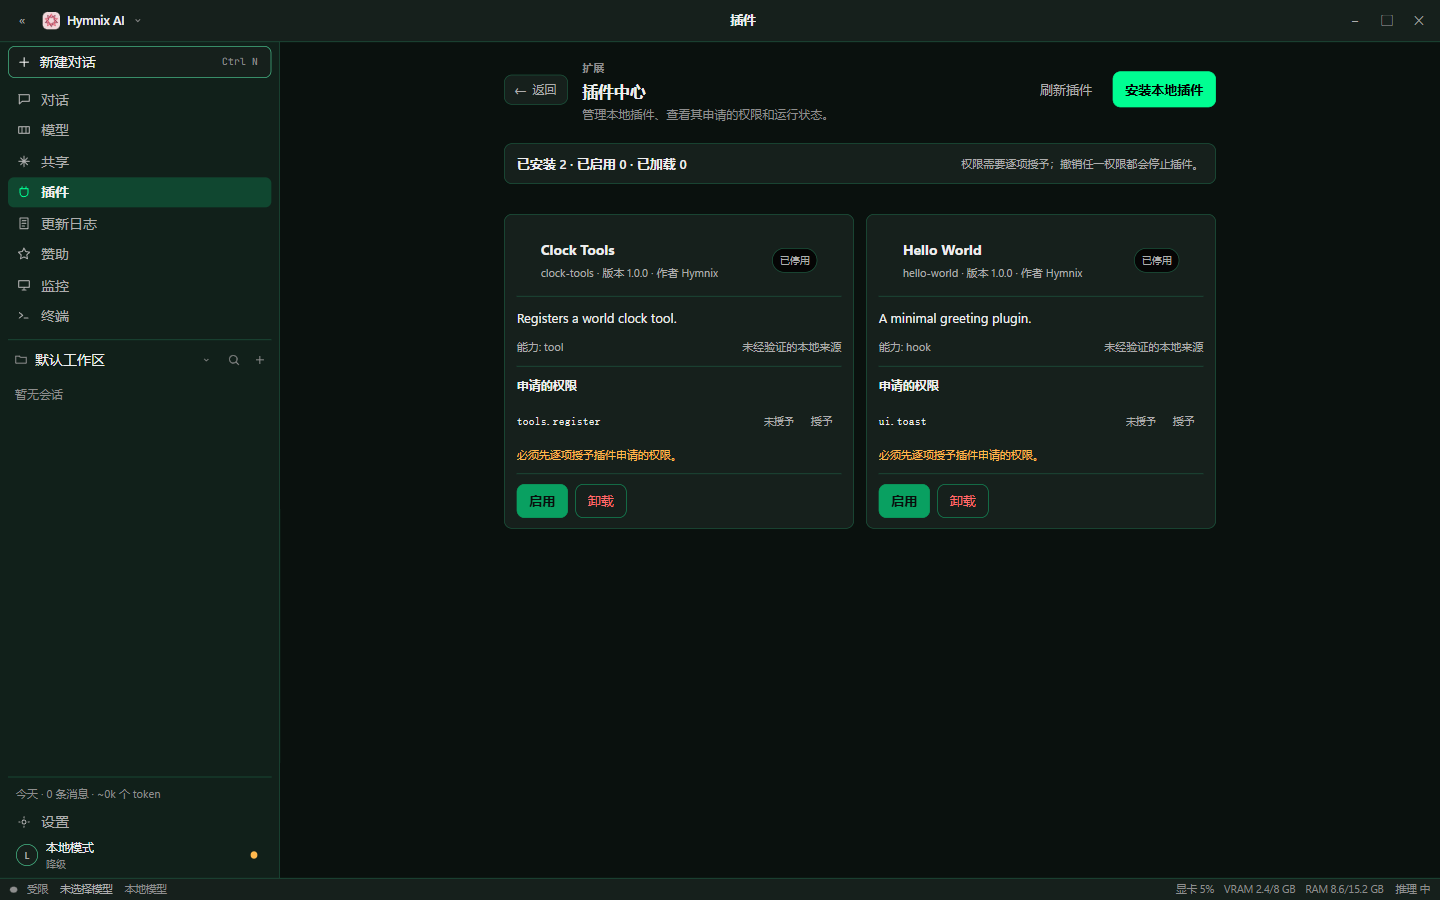 « Hymnix AI 插件
新建对话 Ctrl N
对话
模型
共享
插件
更新日志
赞助
监控
终端
默认工作区
暂无会话
今天 · 0 条消息 · ~0k 个 token
设置
L 本地模式
降级
← 返回
扩展
插件中心
管理本地插件、查看其申请的权限和运行状态。
刷新插件 安装本地插件
已安装 2 · 已启用 0 · 已加载 0 权限需要逐项授予；撤销任一权限都会停止插件。
Clock Tools
clock-tools · 版本 1.0.0 · 作者 Hymnix
已停用
Registers a world clock tool.
能力: tool 未经验证的本地来源
申请的权限
tools.register 未授予 授予
必须先逐项授予插件申请的权限。
启用 卸载
Hello World
hello-world · 版本 1.0.0 · 作者 Hymnix
已停用
A minimal greeting plugin.
能力: hook 未经验证的本地来源
申请的权限
ui.toast 未授予 授予
必须先逐项授予插件申请的权限。
启用 卸载
受限 未选择模型 本地模型 显卡 5% VRAM 2.4/8 GB RAM 8.6/15.2 GB 推理 中